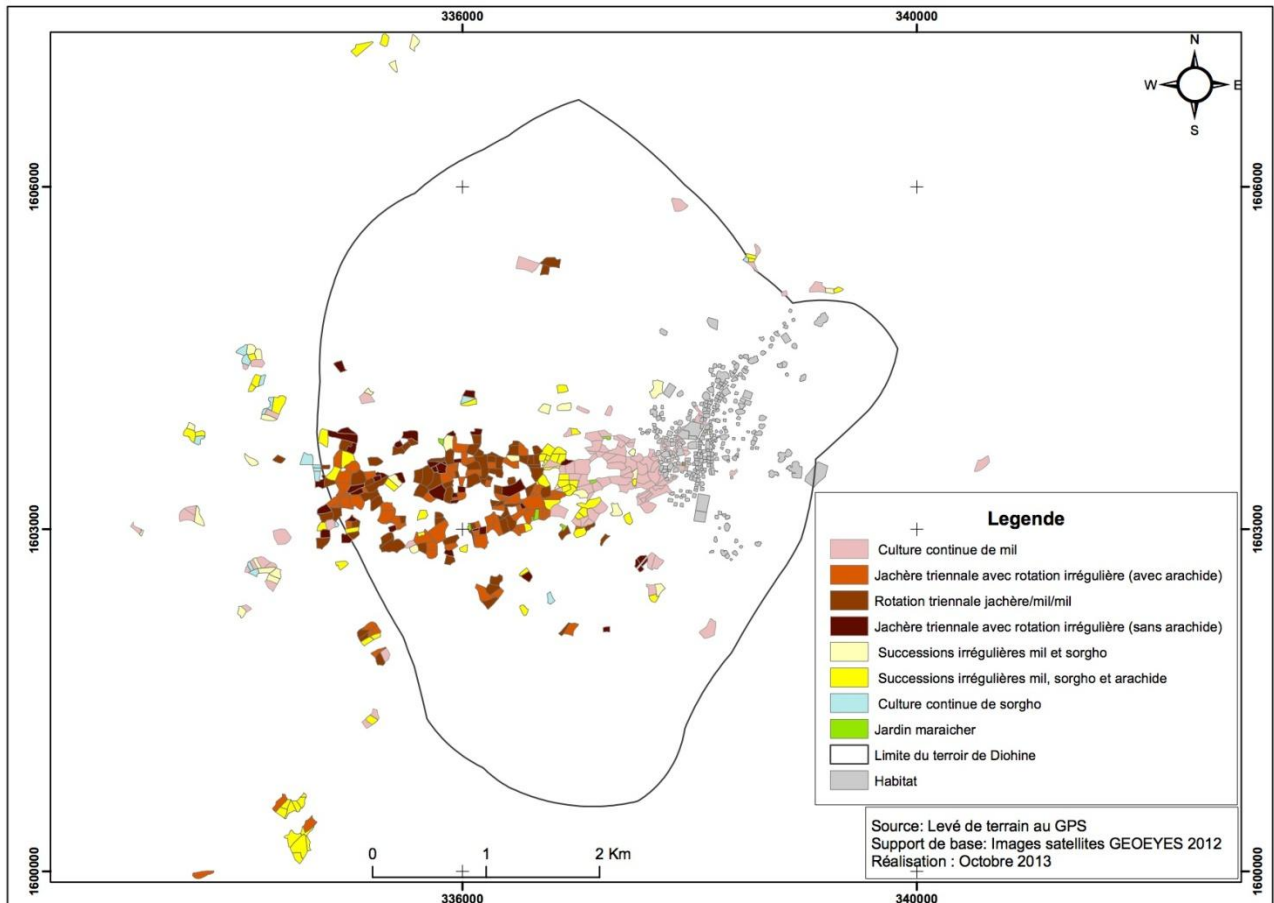 336000
340000
N
W E
S
1606000
1606000
1603000
1603000
Legende
Culture continue de mil
Jachère triennale avec rotation irrégulière (avec arachide)
Rotation triennale jachère/mil/mil
Jachère triennale avec rotation irrégulière (sans arachide)
Successions irrégulières mil et sorgho
Successions irrégulières mil, sorgho et arachide
Culture continue de sorgho
Jardin maraicher
Limite du terroir de Diohine
Habitat
Source: Levé de terrain au GPS
Support de base: Images satellites GEOEYES 2012
Réalisation : Octobre 2013
0 1 2 Km
1600000
1600000
336000
340000